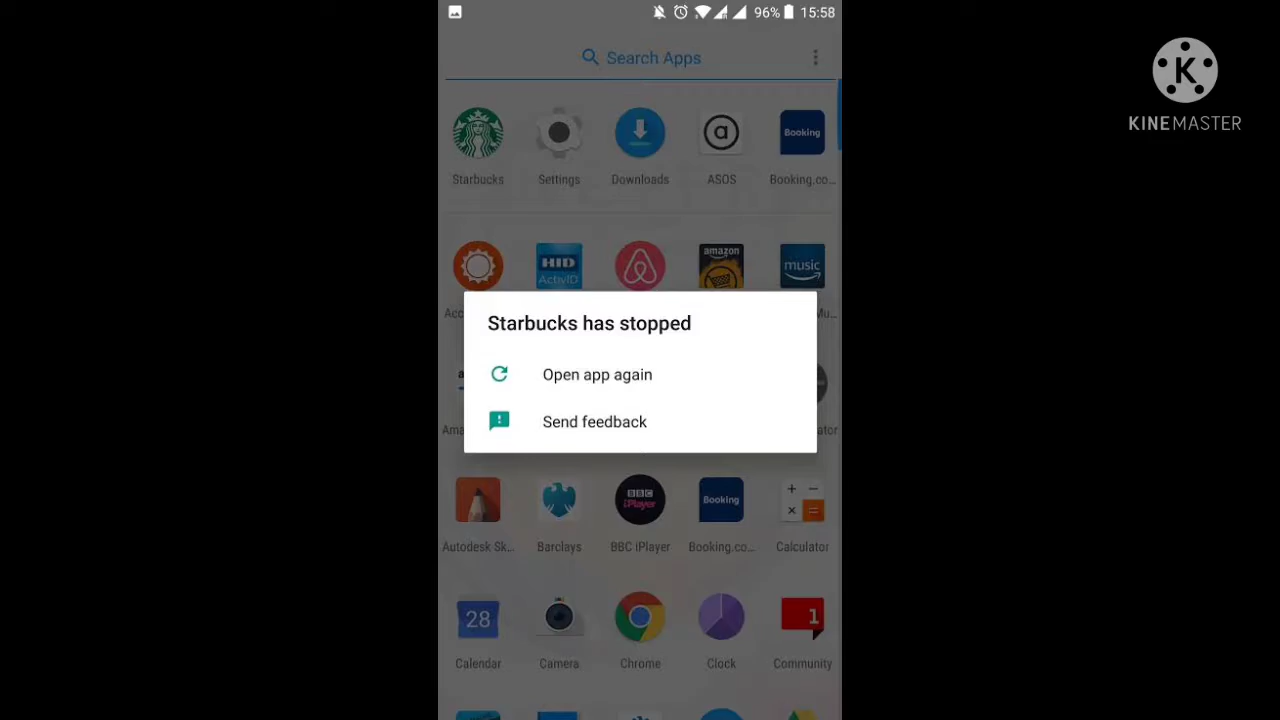 96% 15:58
Search Apps
K
KINEMASTER
a
Booking
Starbucks Settings Downloads ASOS Booking.co...
HID
ActivID
amazon
music
Starbucks has stopped
Open app again
Send feedback
BBC
iPlayer
Booking
Autodesk Sk... Barclays BBC iPlayer Booking.co... Calculator
28
1
Calendar Camera Chrome Clock Community